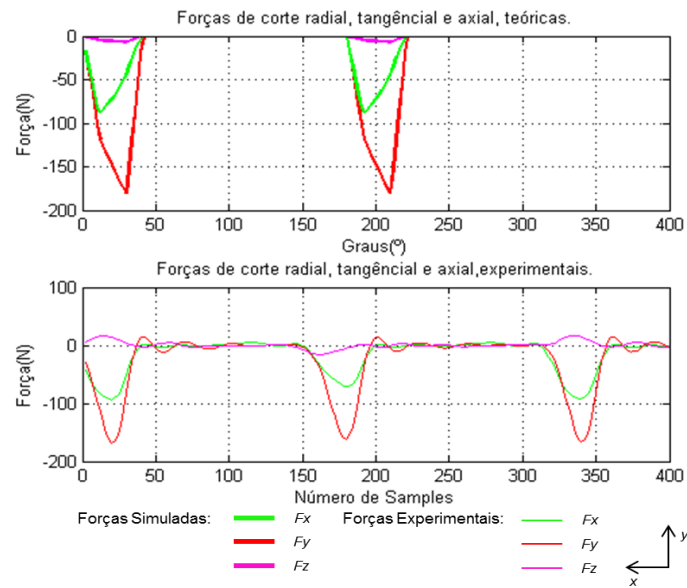 Forças de corte radial, tangêncial e axial, teóricas.
0
-50
-100
-150
-200
Força(N)
0 50 100 150 200 250 300 350 400
Graus(º)
Forças de corte radial, tangêncial e axial,experimentais.
100
0
-100
-200
Força(N)
0 50 100 150 200 250 300 350 400
Número de Samples
Forças Simuladas: Fx Forças Experimentais: Fx
Fy Fy
Fz Fz
y
x